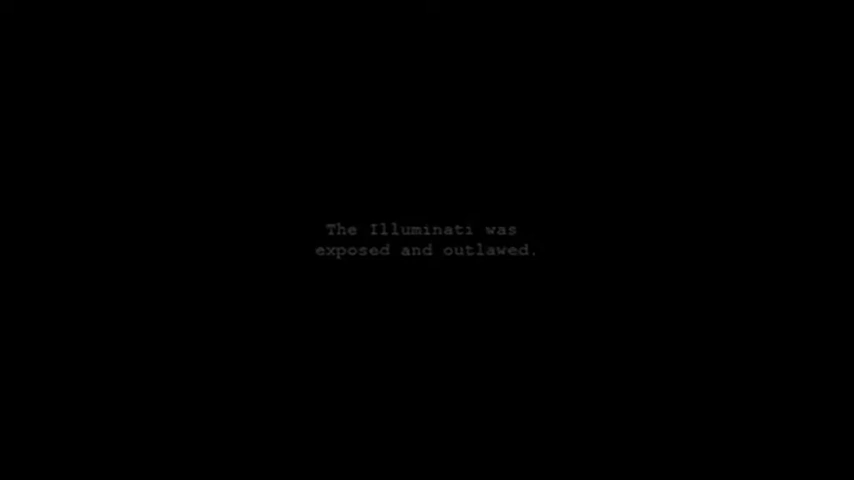 The Illuminati was
exposed and outlawed.